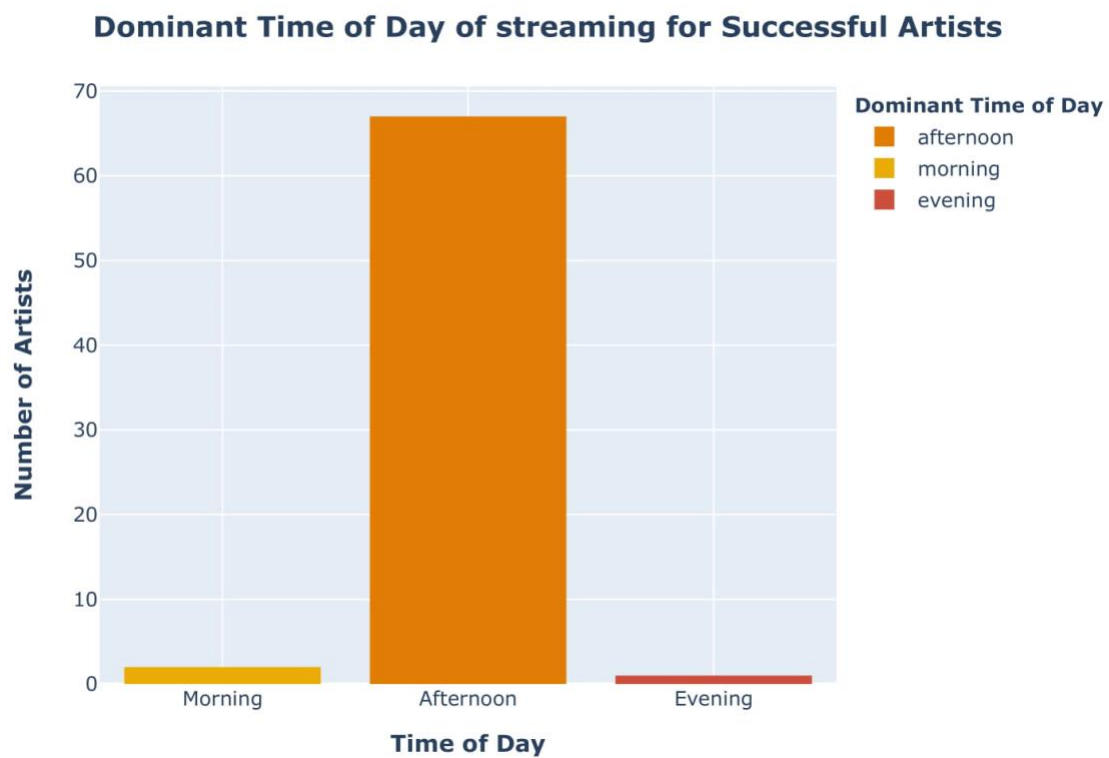 Dominant Time of Day of streaming for Successful Artists
Number of Artists
70
60
50
40
30
20
10
0
Morning
Afternoon
Evening
Time of Day
Dominant Time of Day
afternoon
morning
evening